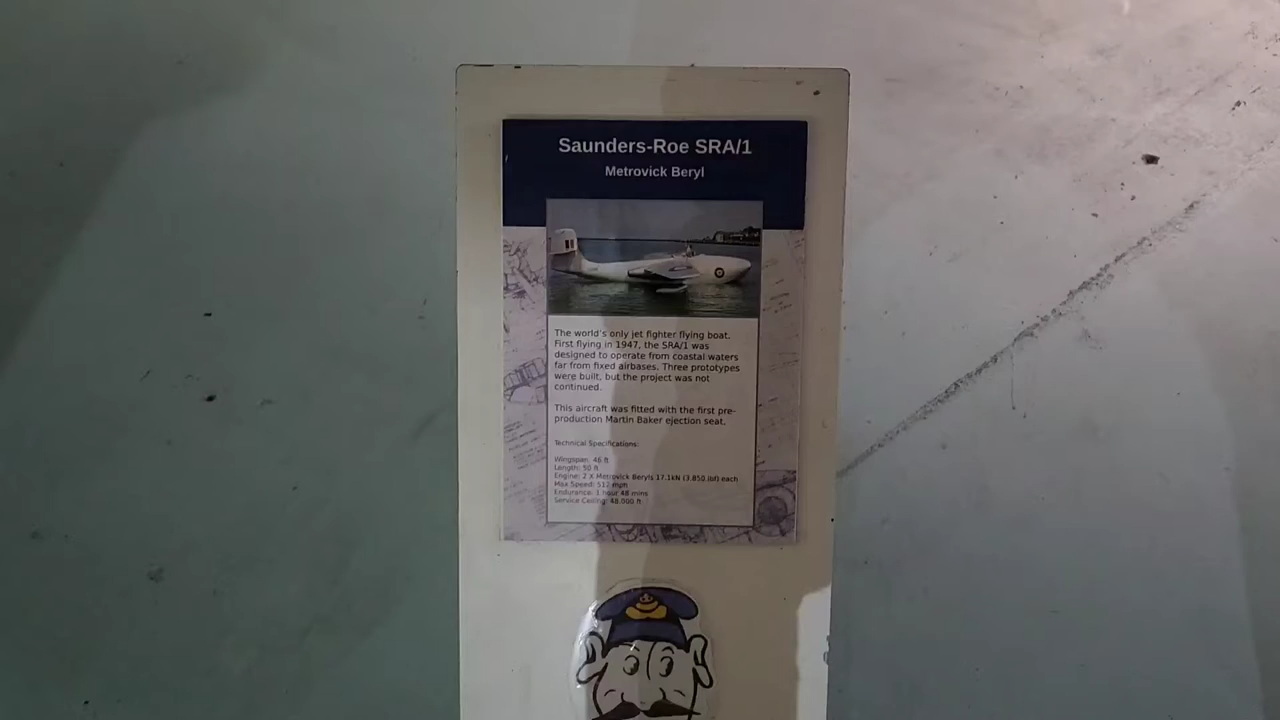 Saunders-Roe SRA/1
Metrovick Beryl
The world's only jet fighter flying boat.
First flying in 1947, the SRA/1 was
designed to operate from coastal waters
far from fixed airbases. Three prototypes
were built, but the project was not
continued.
This aircraft was fitted with the first pre-
production Martin Baker ejection seat.
Technical Specifications:
Wingspan: 46 ft
Length: 50 ft
Engine: 2 X Metrovick Beryls 17.1kN (3,850 lbf) each
Max Speed: 512 mph
Endurance: 1 hour 48 mins
Service Ceiling: 48,000 ft